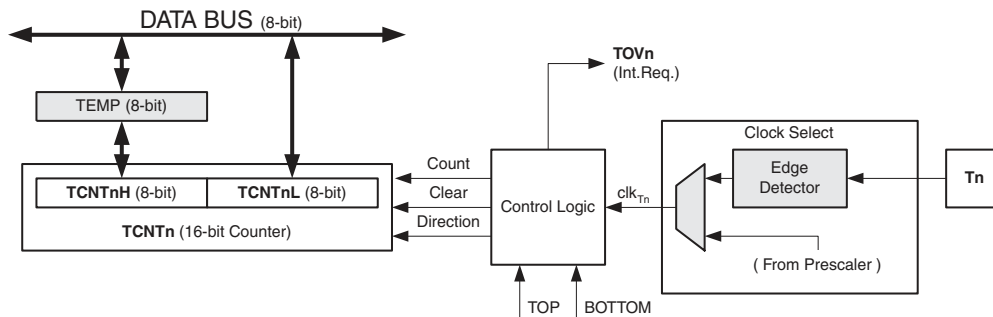 DATA BUS (8-bit)
TOVn
(Int.Req.)
TEMP (8-bit)
Clock Select
Count
Edge
Detector
Tn
TCNTnH (8-bit)
TCNTnL (8-bit)
Clear
Control Logic
clkTn
Direction
TCNTn (16-bit Counter)
( From Prescaler )
TOP
BOTTOM